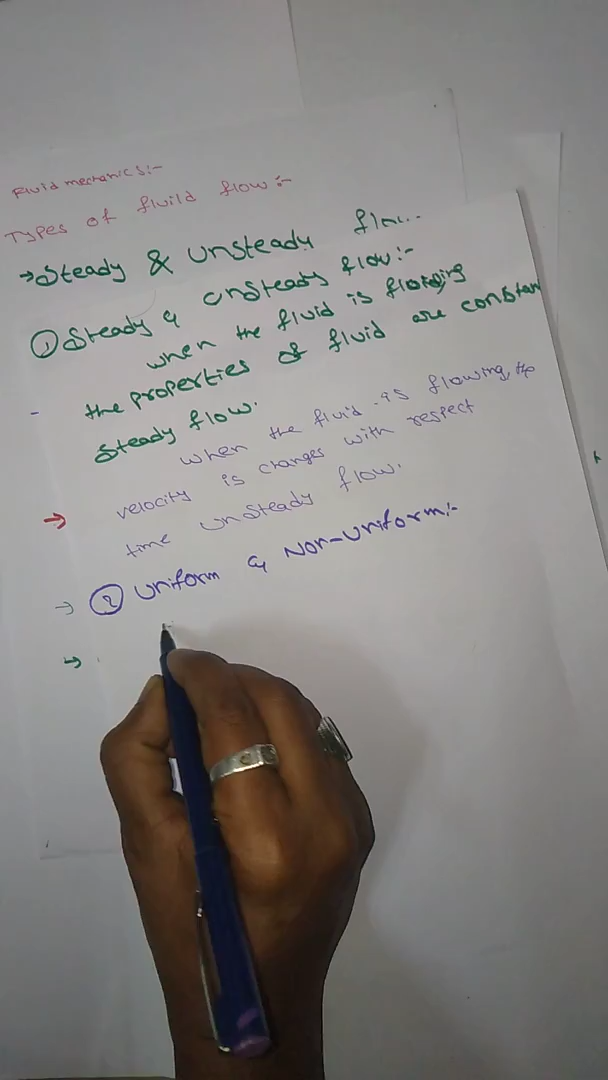 Fluid mechanics:-
Types of fluild flow:-
→ Steady & unsteady flow
① Steady & unsteady flow:-
when the fluid is flowing
the properties of fluid are constan
steady flow.
when the fluid is flowing, the
velocity is changes with respect
time unsteady flow.
② Uniform & Non-uniform:-